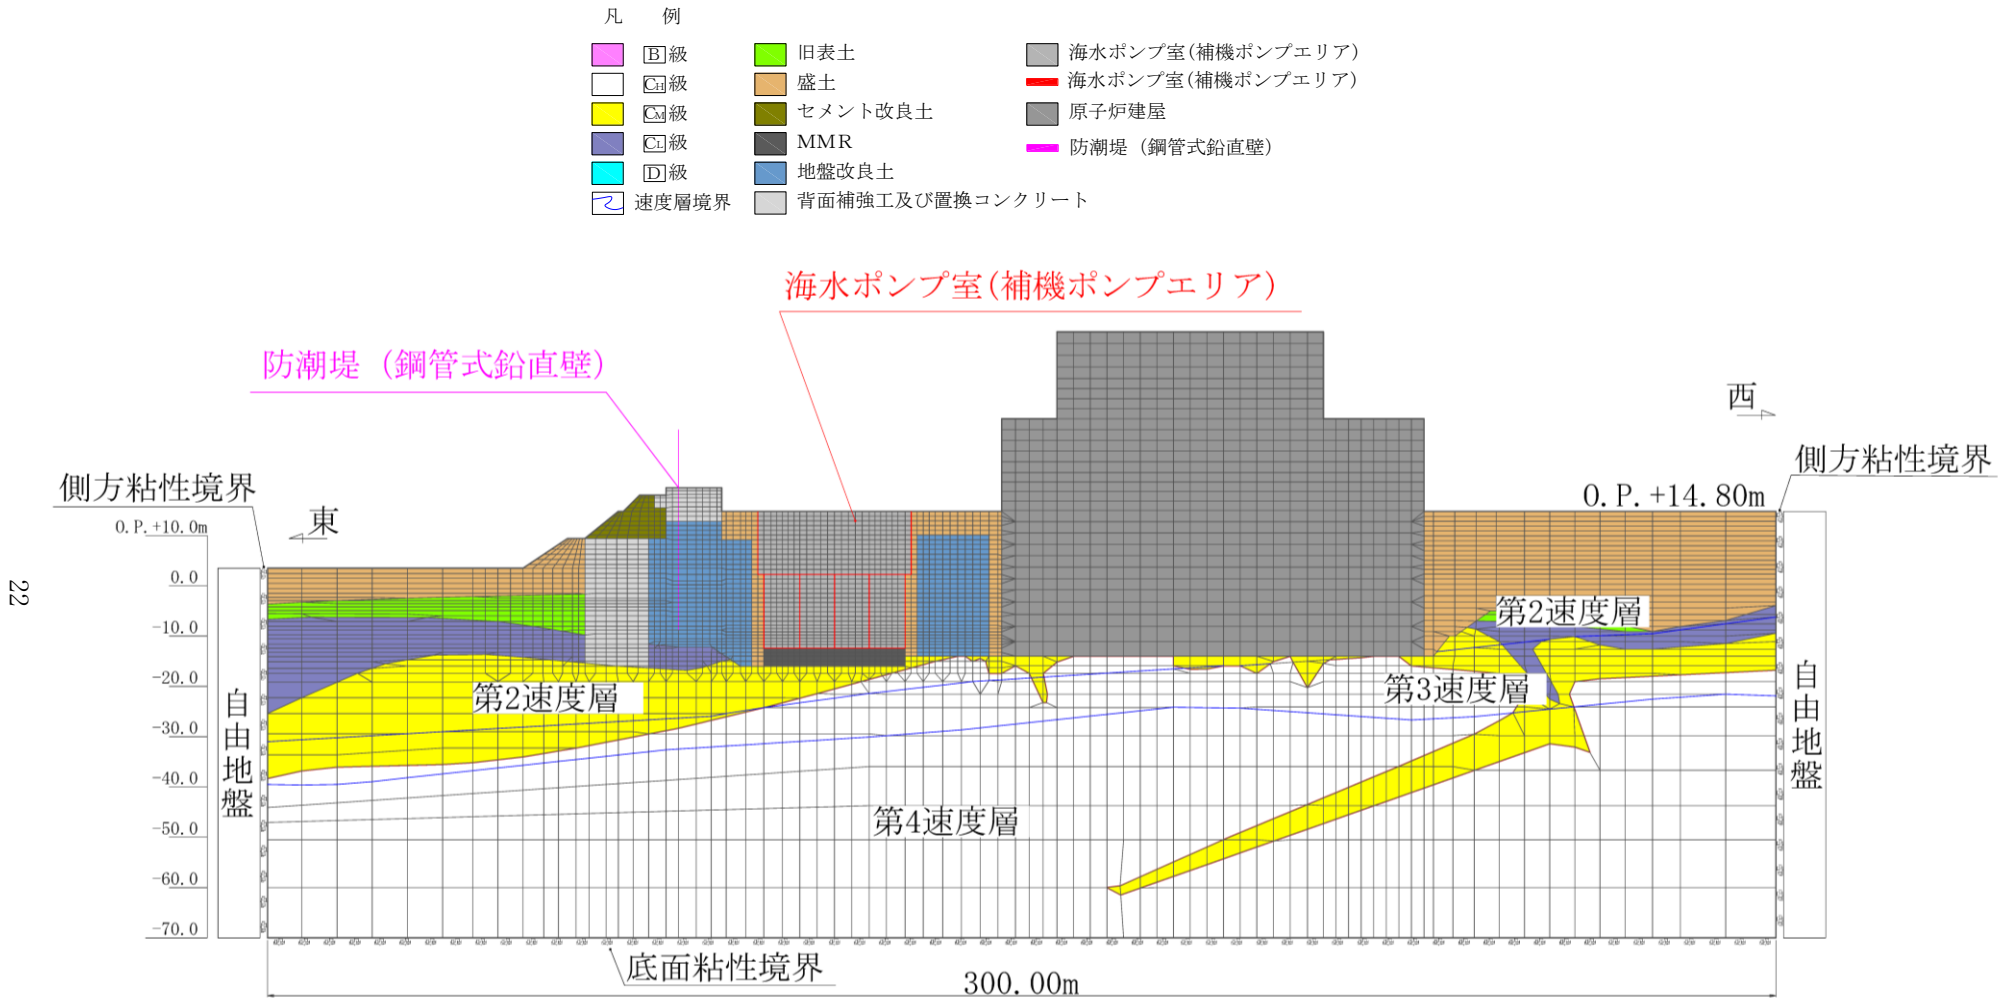 凡 例
B級
CH級
CM級
CL級
D級
速度層境界
旧表土
盛土
セメント改良土
MMR
地盤改良土
背面補強工及び置換コンクリート
海水ポンプ室(補機ポンプエリア)
海水ポンプ室(補機ポンプエリア)
原子炉建屋
防潮堤（鋼管式鉛直壁）
海水ポンプ室(補機ポンプエリア)
防潮堤（鋼管式鉛直壁）
西
側方粘性境界
側方粘性境界
O.P.+14.80m
東
O.P.+10.0m
0.0
-10.0
-20.0
-30.0
-40.0
-50.0
-60.0
-70.0
自由地盤
第2速度層
第2速度層
第3速度層
第4速度層
自由地盤
底面粘性境界
300.00m
22